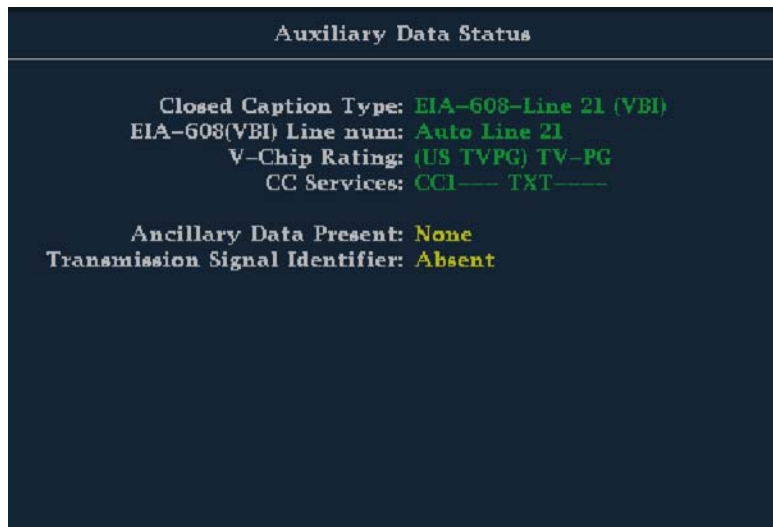 Auxiliary Data Status
Closed Caption Type: EIA-608-Line 21 (VBI)
EIA-608(VBI) Line num: Auto Line 21
V-Chip Rating: (US TVPG) TV-PG
CC Services: CC1--- TXT----
Ancillary Data Present: None
Transmission Signal Identifier: Absent